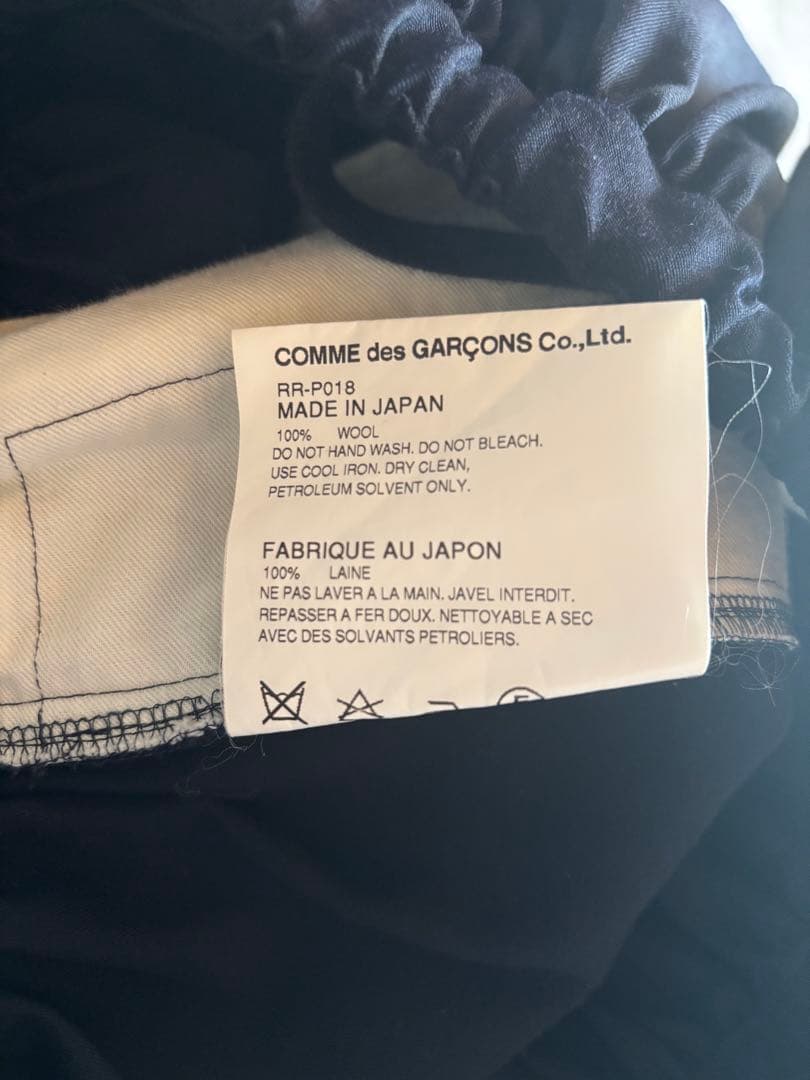 COMME des GARÇONS Co.,Ltd.
RR-P018
MADE IN JAPAN
100% WOOL
DO NOT HAND WASH. DO NOT BLEACH.
USE COOL IRON. DRY CLEAN,
PETROLEUM SOLVENT ONLY.
FABRIQUE AU JAPON
100% LAINE
NE PAS LAVER A LA MAIN. JAVEL INTERDIT.
REPASSER A FER DOUX. NETTOYABLE A SEC
AVEC DES SOLVANTS PETROLIERS.